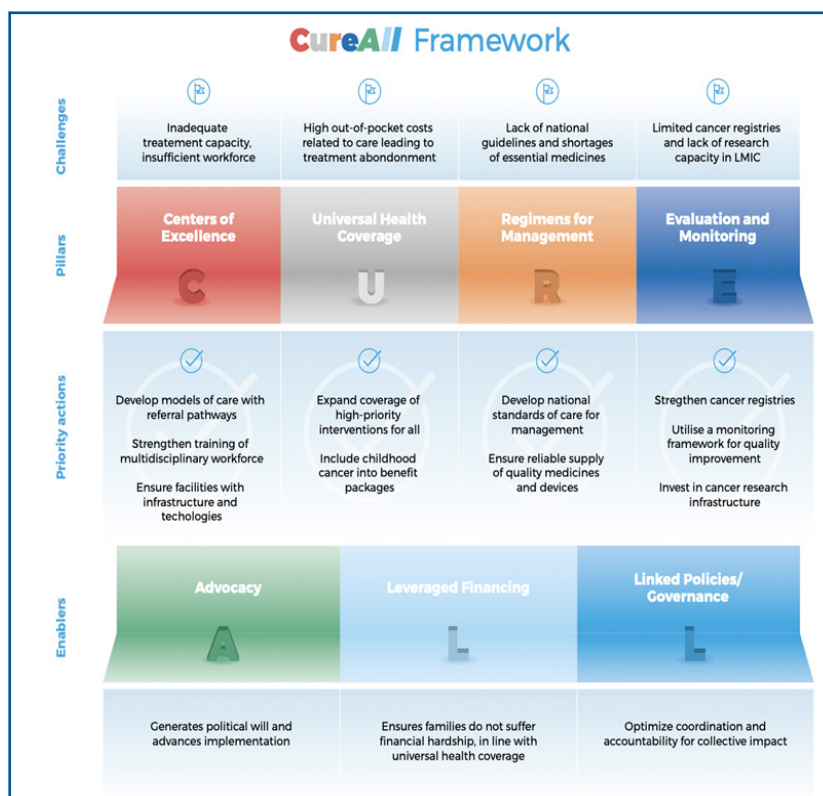 CureAll Framework
Challenges
Inadequate
treatement capacity,
insufficient workforce
High out-of-pocket costs
related to care leading to
treatment abondonment
Lack of national
guidelines and shortages
of essential medicines
Limited cancer registries
and lack of research
capacity in LMIC
Pillars
Centers of
Excellence
C
Universal Health
Coverage
U
Regimens for
Management
R
Evaluation and
Monitoring
E
Priority actions
Develop models of care with
referral pathways
Strengthen training of
multidisciplinary workforce
Ensure facilities with
infrastructure and
techologies
Expand coverage of
high-priority
interventions for all
Include childhood
cancer into benefit
packages
Develop national
standards of care for
management
Ensure reliable supply
of quality medicines
and devices
Stregthen cancer registries
Utilise a monitoring
framework for quality
improvement
Invest in cancer research
infrastructure
Enablers
Advocacy
A
Leveraged Financing
L
Linked Policies/
Governance
L
Generates political will and
advances implementation
Ensures families do not suffer
financial hardship, in line with
universal health coverage
Optimize coordination and
accountability for collective impact